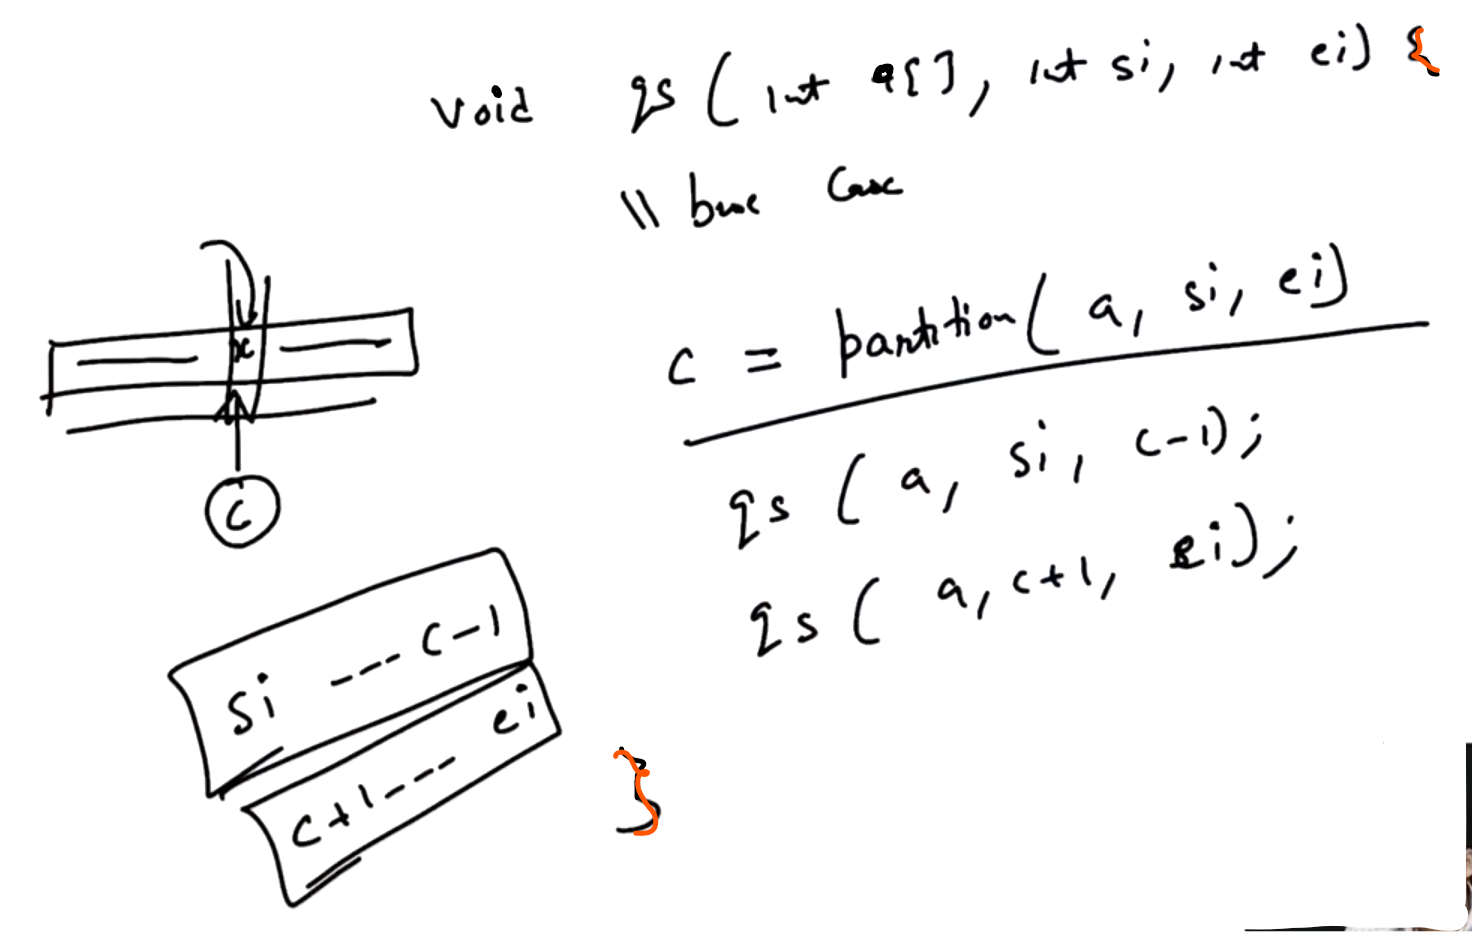 void qs ( int a[], int si, int ei) {
\\ base case
c = partition( a, si, ei)
qs ( a, si, c-1);
qs ( a, c+1, ei);
}
x
c
si ---- c-1
c+1---- ei